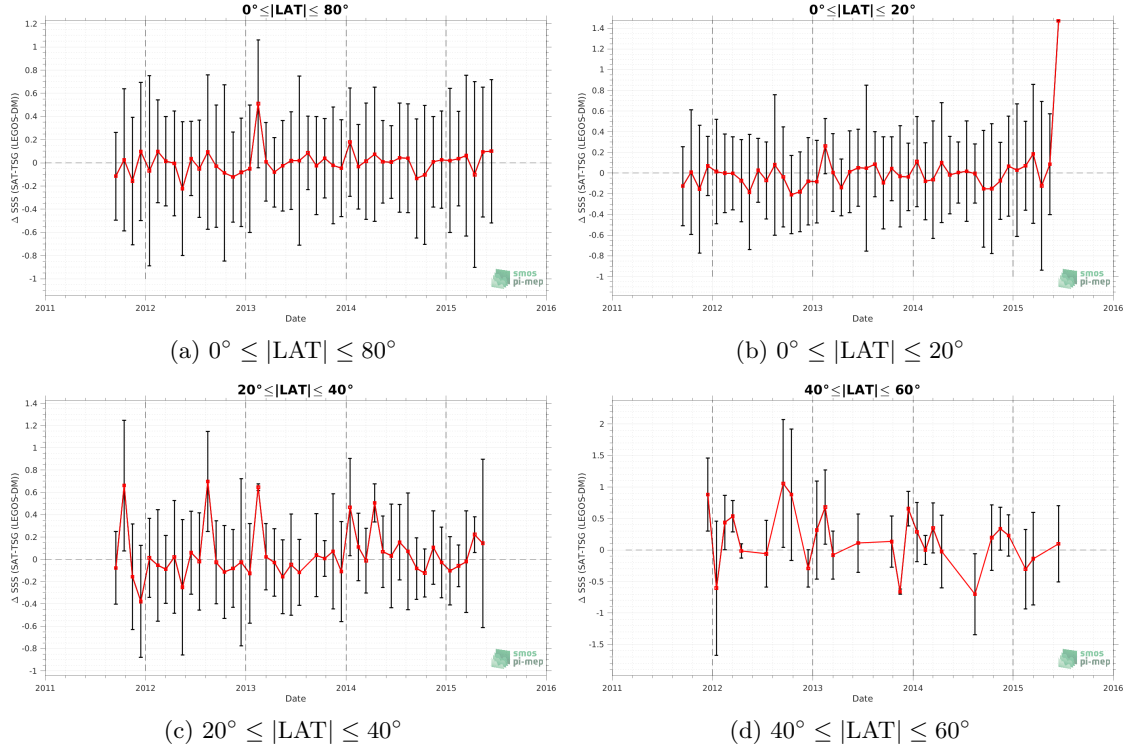 0°≤|LAT|≤ 80°
1.2
1
0.8
0.6
0.4
0.2
0
-0.2
-0.4
-0.6
-0.8
-1
Δ SSS (SAT-TSG (LEGOS-DM))
2011
2012
2013
2014
2015
2016
Date
smos
pi-mep
(a) 0° ≤ |LAT| ≤ 80°
0°≤|LAT|≤ 20°
1.4
1.2
1
0.8
0.6
0.4
0.2
0
-0.2
-0.4
-0.6
-0.8
-1
Δ SSS (SAT-TSG (LEGOS-DM))
2011
2012
2013
2014
2015
2016
Date
smos
pi-mep
(b) 0° ≤ |LAT| ≤ 20°
20°≤|LAT|≤ 40°
1.4
1.2
1
0.8
0.6
0.4
0.2
0
-0.2
-0.4
-0.6
-0.8
-1
Δ SSS (SAT-TSG (LEGOS-DM))
2011
2012
2013
2014
2015
2016
Date
smos
pi-mep
(c) 20° ≤ |LAT| ≤ 40°
40°≤|LAT|≤ 60°
2
1.5
1
0.5
0
-0.5
-1
-1.5
Δ SSS (SAT-TSG (LEGOS-DM))
2011
2012
2013
2014
2015
2016
Date
smos
pi-mep
(d) 40° ≤ |LAT| ≤ 60°